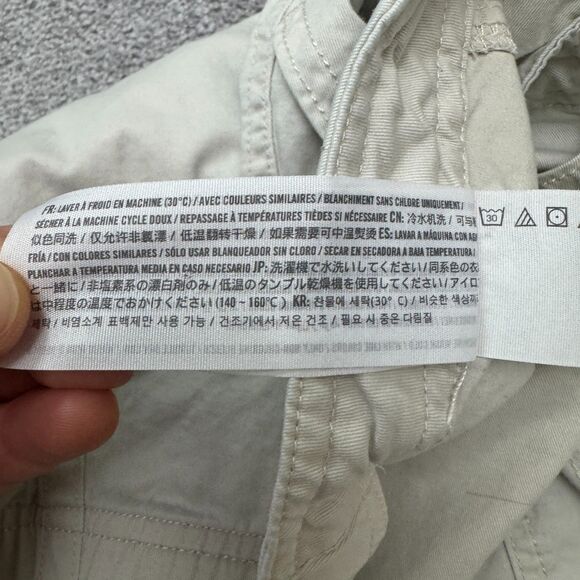 FR: LAVER À FROID EN MACHINE (30°C) / AVEC COULEURS SIMILAIRES / BLANCHIMENT SANS CHLORE UNIQUEMENT /
SÉCHER À LA MACHINE CYCLE DOUX / REPASSAGE À TEMPÉRATURES TIÈDES SI NÉCESSAIRE CN: 冷水机洗 / 可与
似色同洗 / 仅允许非氯漂 / 低温翻转干燥 / 如果需要可中温熨烫 ES: LAVAR A MÁQUINA CON AGUA
FRÍA / CON COLORES SIMILARES / SÓLO USAR BLANQUEADOR SIN CLORO / SECAR EN SECADORA A BAJA TEMPERATURA /
PLANCHAR A TEMPERATURA MEDIA EN CASO NECESARIO JP: 洗濯機で水洗いしてください / 同系色の衣
と一緒に / 非塩素系の漂白剤のみ / 低温のタンブル乾燥機を使用してください / アイロ
は中程度の温度でおかけください (140 – 160°C) KR: 찬물에 세탁(30° C) / 비슷한 색상끼리
세탁 / 비염소계 표백제만 사용 가능 / 건조기에서 저온 건조 / 필요 시 중온 다림질
30